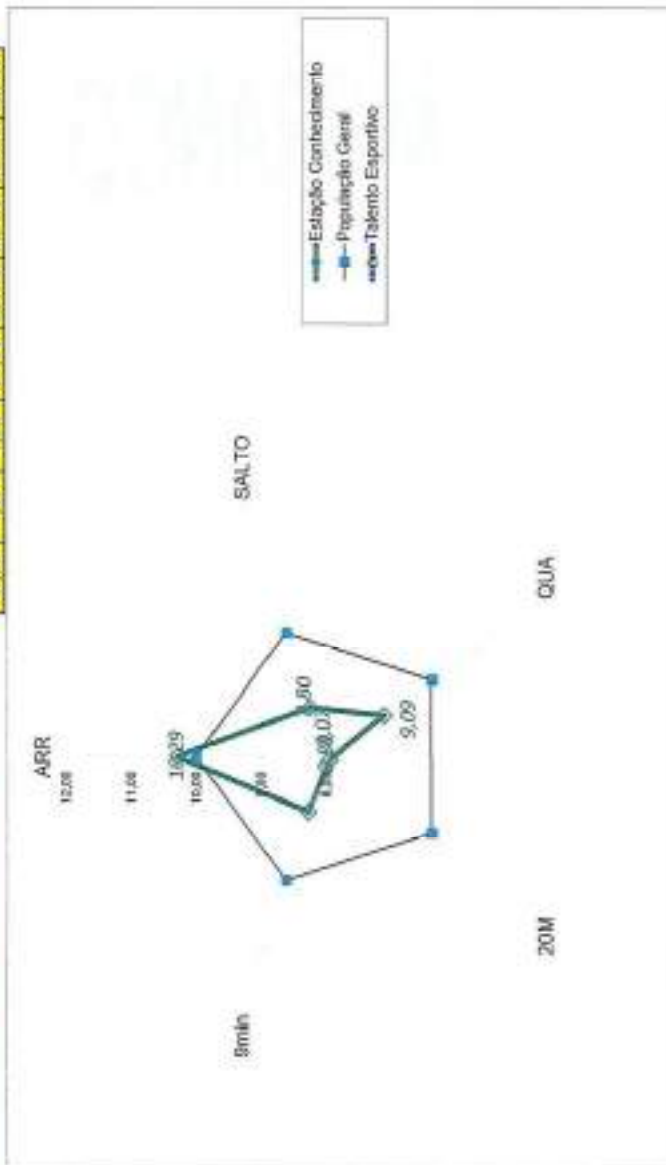 ARR
12,00
11,00
10,00
SALTO
QUA
9,09
20M
9min
Estação Conhecimento
População Geral
Talento Esportivo